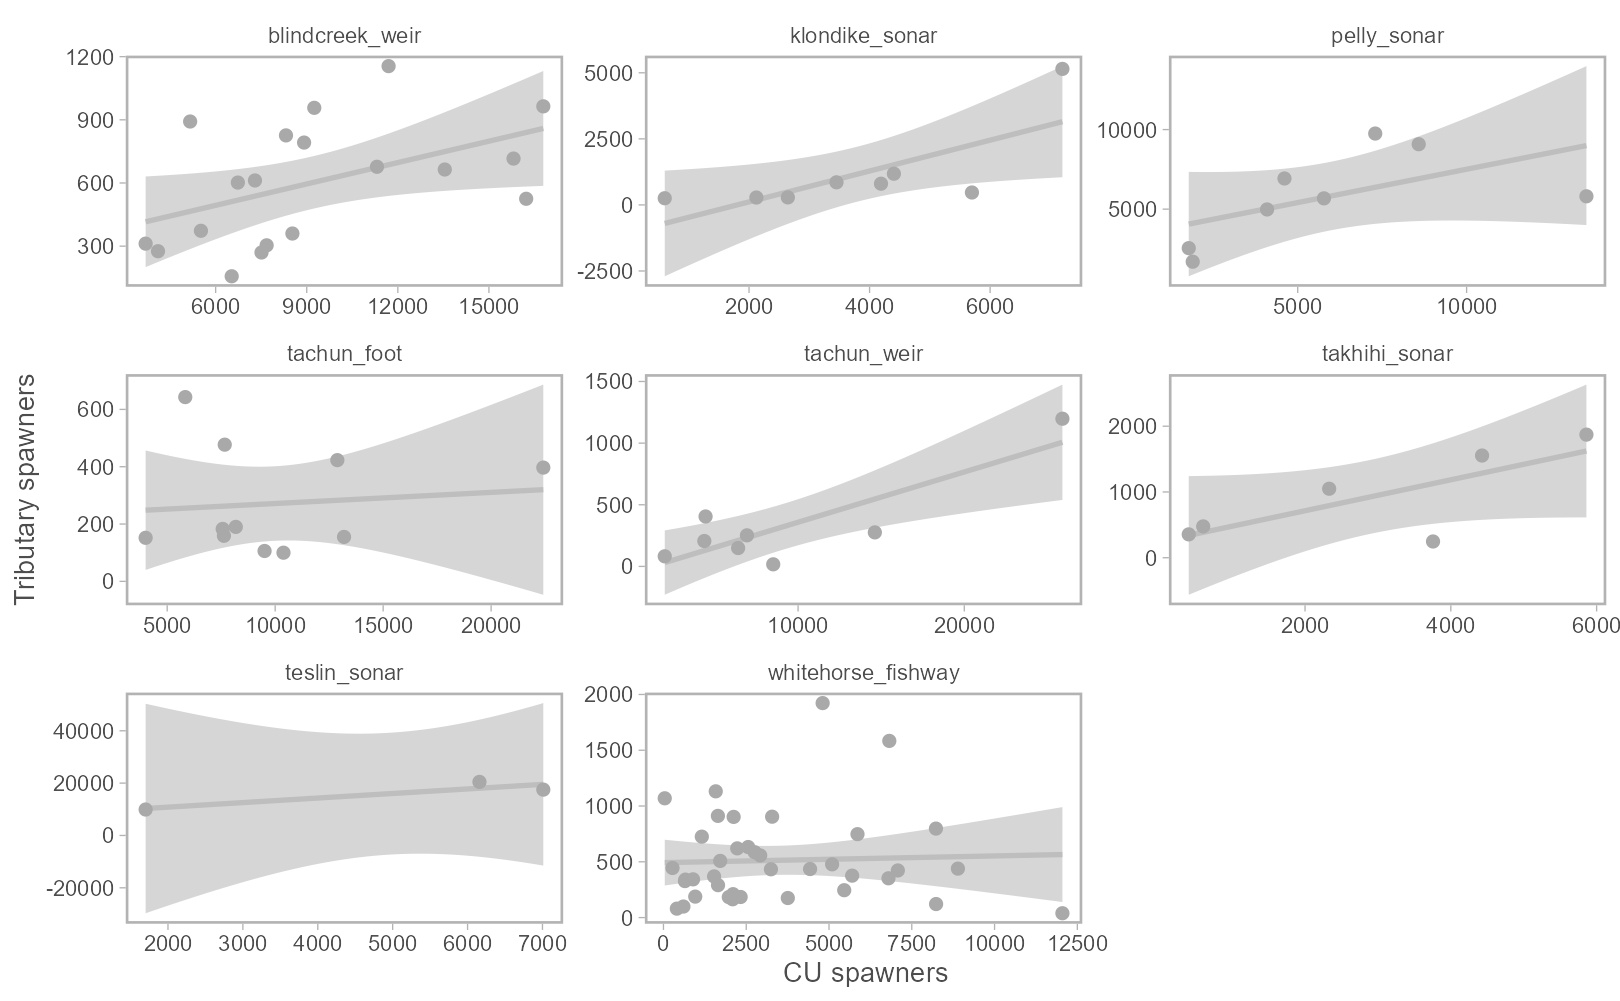 blindcreek_weir klondike_sonar pelly_sonar
1200
900
600
300
6000 9000 12000 15000
5000
2500
0
-2500
2000 4000 6000
10000
5000
5000 10000
tachun_foot tachun_weir takhihi_sonar
600
400
200
0
5000 10000 15000 20000
1500
1000
500
0
10000 20000
2000
1000
0
2000 4000 6000
teslin_sonar whitehorse_fishway
40000
20000
0
-20000
2000 3000 4000 5000 6000 7000
2000
1500
1000
500
0
0 2500 5000 7500 10000 12500
Tributary spawners
CU spawners